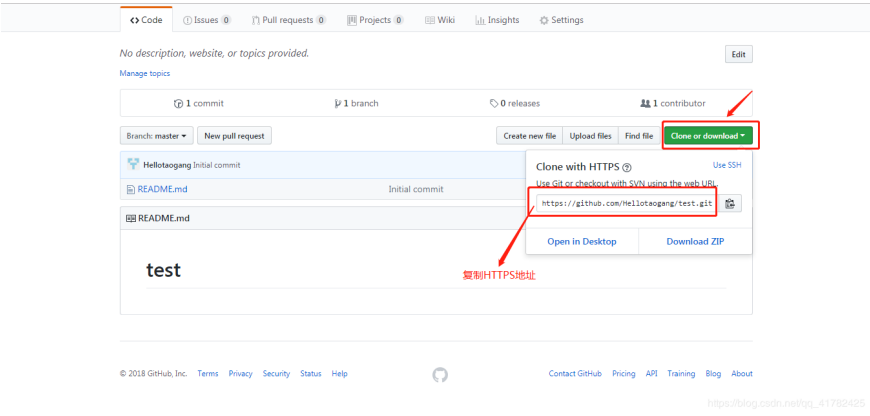 Code Issues 0 Pull requests 0 Projects 0 Wiki Insights Settings
No description, website, or topics provided. Edit
Manage topics
1 commit 1 branch 0 releases 1 contributor
Branch: master New pull request Create new file Upload files Find file Clone or download
Hellotaogang Initial commit
README.md Initial commit
Clone with HTTPS Use SSH
Use Git or checkout with SVN using the web URL.
https://github.com/Hellotaogang/test.git
Open in Desktop Download ZIP
README.md
test
复制HTTPS地址
© 2018 GitHub, Inc. Terms Privacy Security Status Help Contact GitHub Pricing API Training Blog About
https://blog.csdn.net/qq_41782425